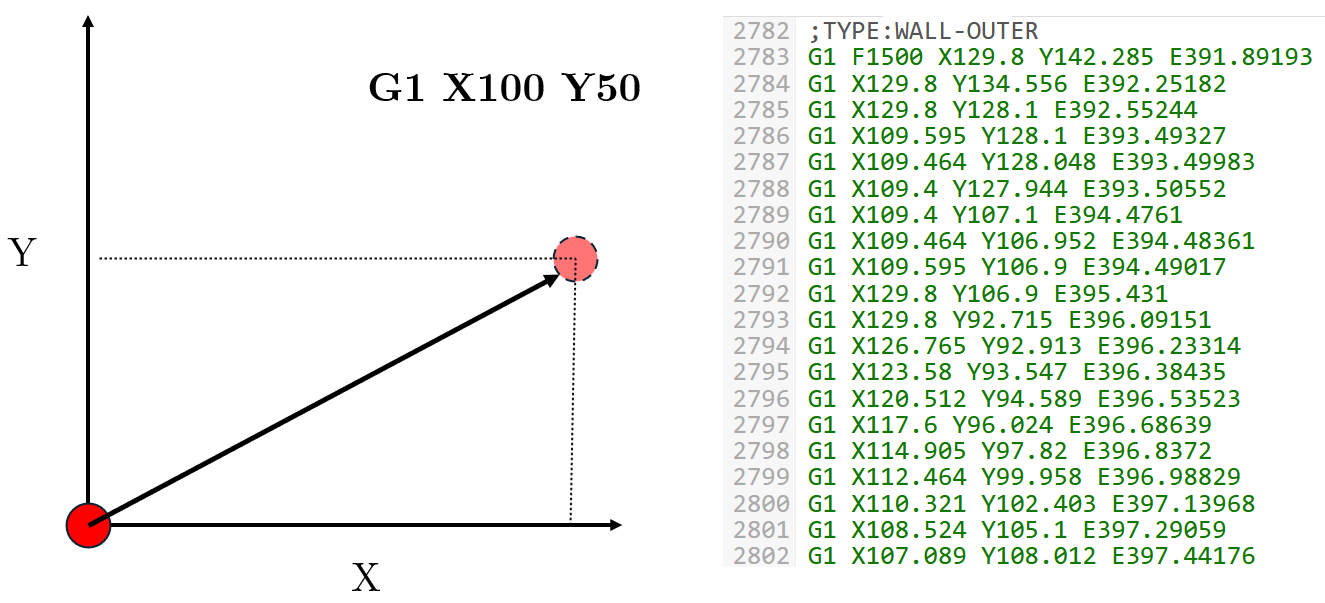 G1 X100 Y50
Y
X
2782 ;TYPE:WALL-OUTER
2783 G1 F1500 X129.8 Y142.285 E391.89193
2784 G1 X129.8 Y134.556 E392.25182
2785 G1 X129.8 Y128.1 E392.55244
2786 G1 X109.595 Y128.1 E393.49327
2787 G1 X109.464 Y128.048 E393.49983
2788 G1 X109.4 Y127.944 E393.50552
2789 G1 X109.4 Y107.1 E394.4761
2790 G1 X109.464 Y106.952 E394.48361
2791 G1 X109.595 Y106.9 E394.49017
2792 G1 X129.8 Y106.9 E395.431
2793 G1 X129.8 Y92.715 E396.09151
2794 G1 X126.765 Y92.913 E396.23314
2795 G1 X123.58 Y93.547 E396.38435
2796 G1 X120.512 Y94.589 E396.53523
2797 G1 X117.6 Y96.024 E396.68639
2798 G1 X114.905 Y97.82 E396.8372
2799 G1 X112.464 Y99.958 E396.98829
2800 G1 X110.321 Y102.403 E397.13968
2801 G1 X108.524 Y105.1 E397.29059
2802 G1 X107.089 Y108.012 E397.44176